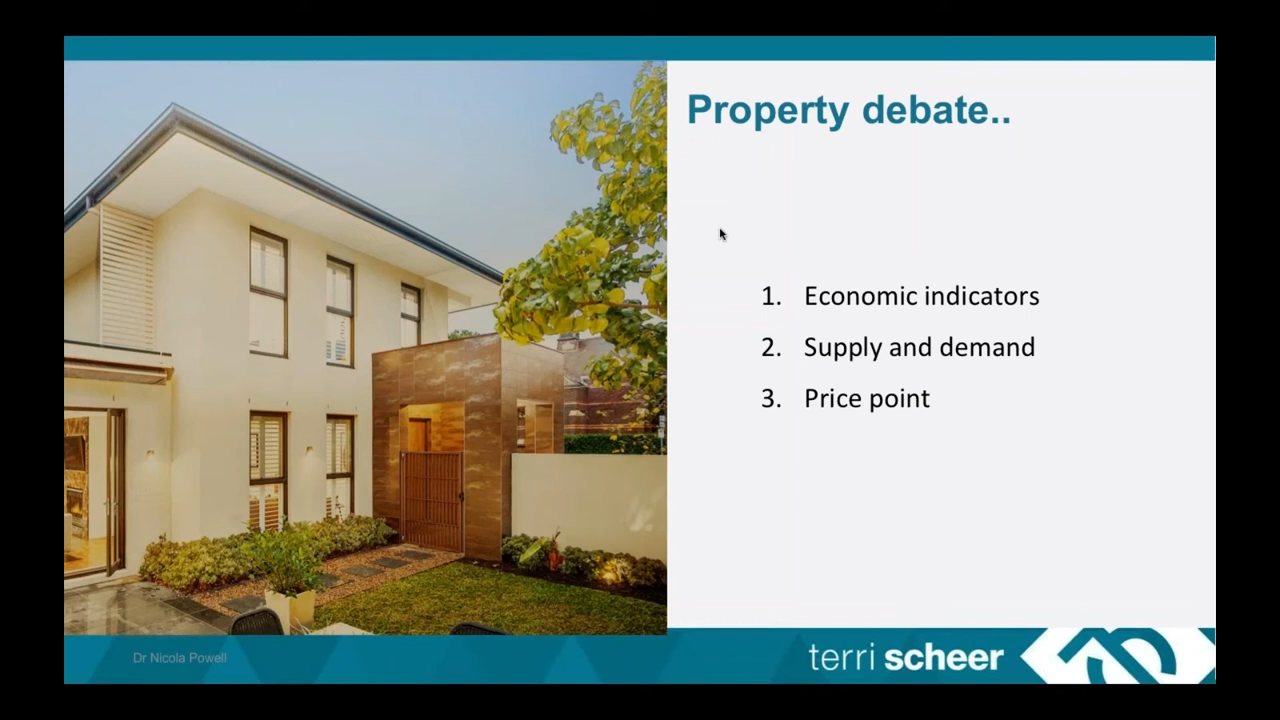 Property debate..
1. Economic indicators
2. Supply and demand
3. Price point
Dr Nicola Powell
terri scheer